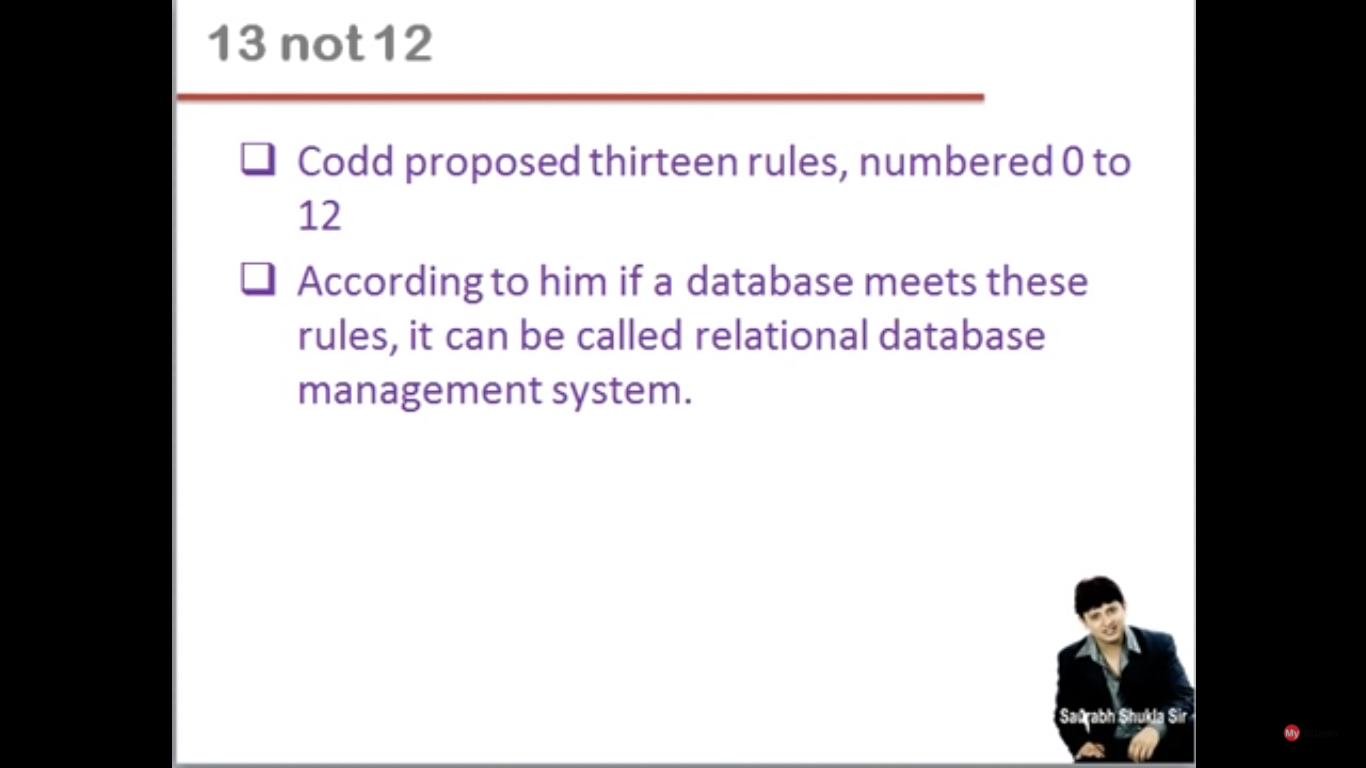 13 not 12
Codd proposed thirteen rules, numbered 0 to
12
According to him if a database meets these
rules, it can be called relational database
management system.
Saurabh Shukla Sir
My